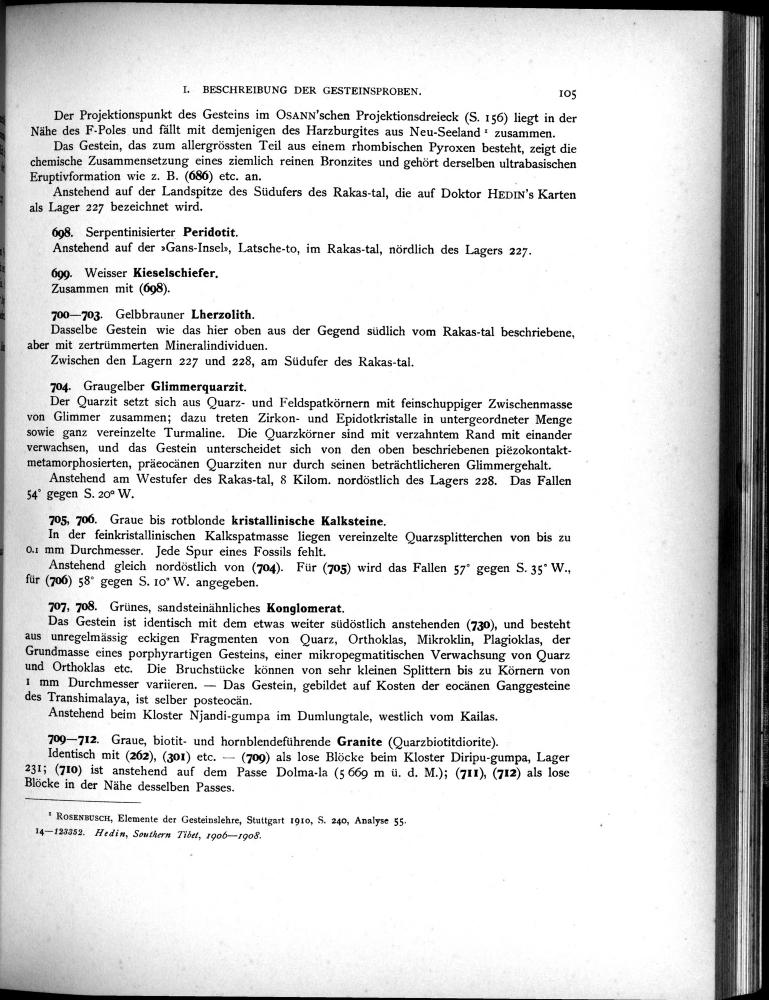 I. BESCHREIBUNG DER GESTEINSPROBEN. 105
Der Projektionspunkt des Gesteins im OSANN'schen Projektionsdreieck (S. 156) liegt in der
Nähe des F-Poles und fällt mit demjenigen des Harzburgites aus Neu-Seeland ¹ zusammen.
Das Gestein, das zum allergrössten Teil aus einem rhombischen Pyroxen besteht, zeigt die
chemische Zusammensetzung eines ziemlich reinen Bronzites und gehört derselben ultrabasischen
Eruptivformation wie z. B. (686) etc. an.
Anstehend auf der Landspitze des Südufers des Rakas-tal, die auf Doktor HEDIN's Karten
als Lager 227 bezeichnet wird.
698. Serpentinisierter Peridotit.
Anstehend auf der »Gans-Insel», Latsche-to, im Rakas-tal, nördlich des Lagers 227.
699. Weisser Kieselschiefer.
Zusammen mit (698).
700—703. Gelbbrauner Lherzolith.
Dasselbe Gestein wie das hier oben aus der Gegend südlich vom Rakas-tal beschriebene,
aber mit zertrümmerten Mineralindividuen.
Zwischen den Lagern 227 und 228, am Südufer des Rakas-tal.
704. Graugelber Glimmerquarzit.
Der Quarzit setzt sich aus Quarz- und Feldspatkörnern mit feinschuppiger Zwischenmasse
von Glimmer zusammen; dazu treten Zirkon- und Epidotkristalle in untergeordneter Menge
sowie ganz vereinzelte Turmaline. Die Quarzkörner sind mit verzahntem Rand mit einander
verwachsen, und das Gestein unterscheidet sich von den oben beschriebenen piëzokontakt-
metamorphosierten, präeocänen Quarziten nur durch seinen beträchtlicheren Glimmergehalt.
Anstehend am Westufer des Rakas-tal, 8 Kilom. nordöstlich des Lagers 228. Das Fallen
54° gegen S. 20° W.
705, 706. Graue bis rotblonde kristallinische Kalksteine.
In der feinkristallinischen Kalkspatmasse liegen vereinzelte Quarzsplitterchen von bis zu
0.1 mm Durchmesser. Jede Spur eines Fossils fehlt.
Anstehend gleich nordöstlich von (704). Für (705) wird das Fallen 57° gegen S. 35° W.,
für (706) 58° gegen S. 10° W. angegeben.
707, 708. Grünes, sandsteinähnliches Konglomerat.
Das Gestein ist identisch mit dem etwas weiter südöstlich anstehenden (730), und besteht
aus unregelmässig eckigen Fragmenten von Quarz, Orthoklas, Mikroklin, Plagioklas, der
Grundmasse eines porphyrartigen Gesteins, einer mikropegmatitischen Verwachsung von Quarz
und Orthoklas etc. Die Bruchstücke können von sehr kleinen Splittern bis zu Körnern von
1 mm Durchmesser variieren. — Das Gestein, gebildet auf Kosten der eocänen Ganggesteine
des Transhimalaya, ist selber posteocän.
Anstehend beim Kloster Njandi-gumpa im Dumlungtale, westlich vom Kailas.
709—712. Graue, biotit- und hornblendeführende Granite (Quarzbiotitdiorite).
Identisch mit (262), (301) etc. — (709) als lose Blöcke beim Kloster Diripu-gumpa, Lager
231; (710) ist anstehend auf dem Passe Dolma-la (5 669 m ü. d. M.); (711), (712) als lose
Blöcke in der Nähe desselben Passes.
¹ ROSENBUSCH, Elemente der Gesteinslehre, Stuttgart 1910, S. 240, Analyse 55.
14—123352. Hedin, Southern Tibet, 1906—1908.